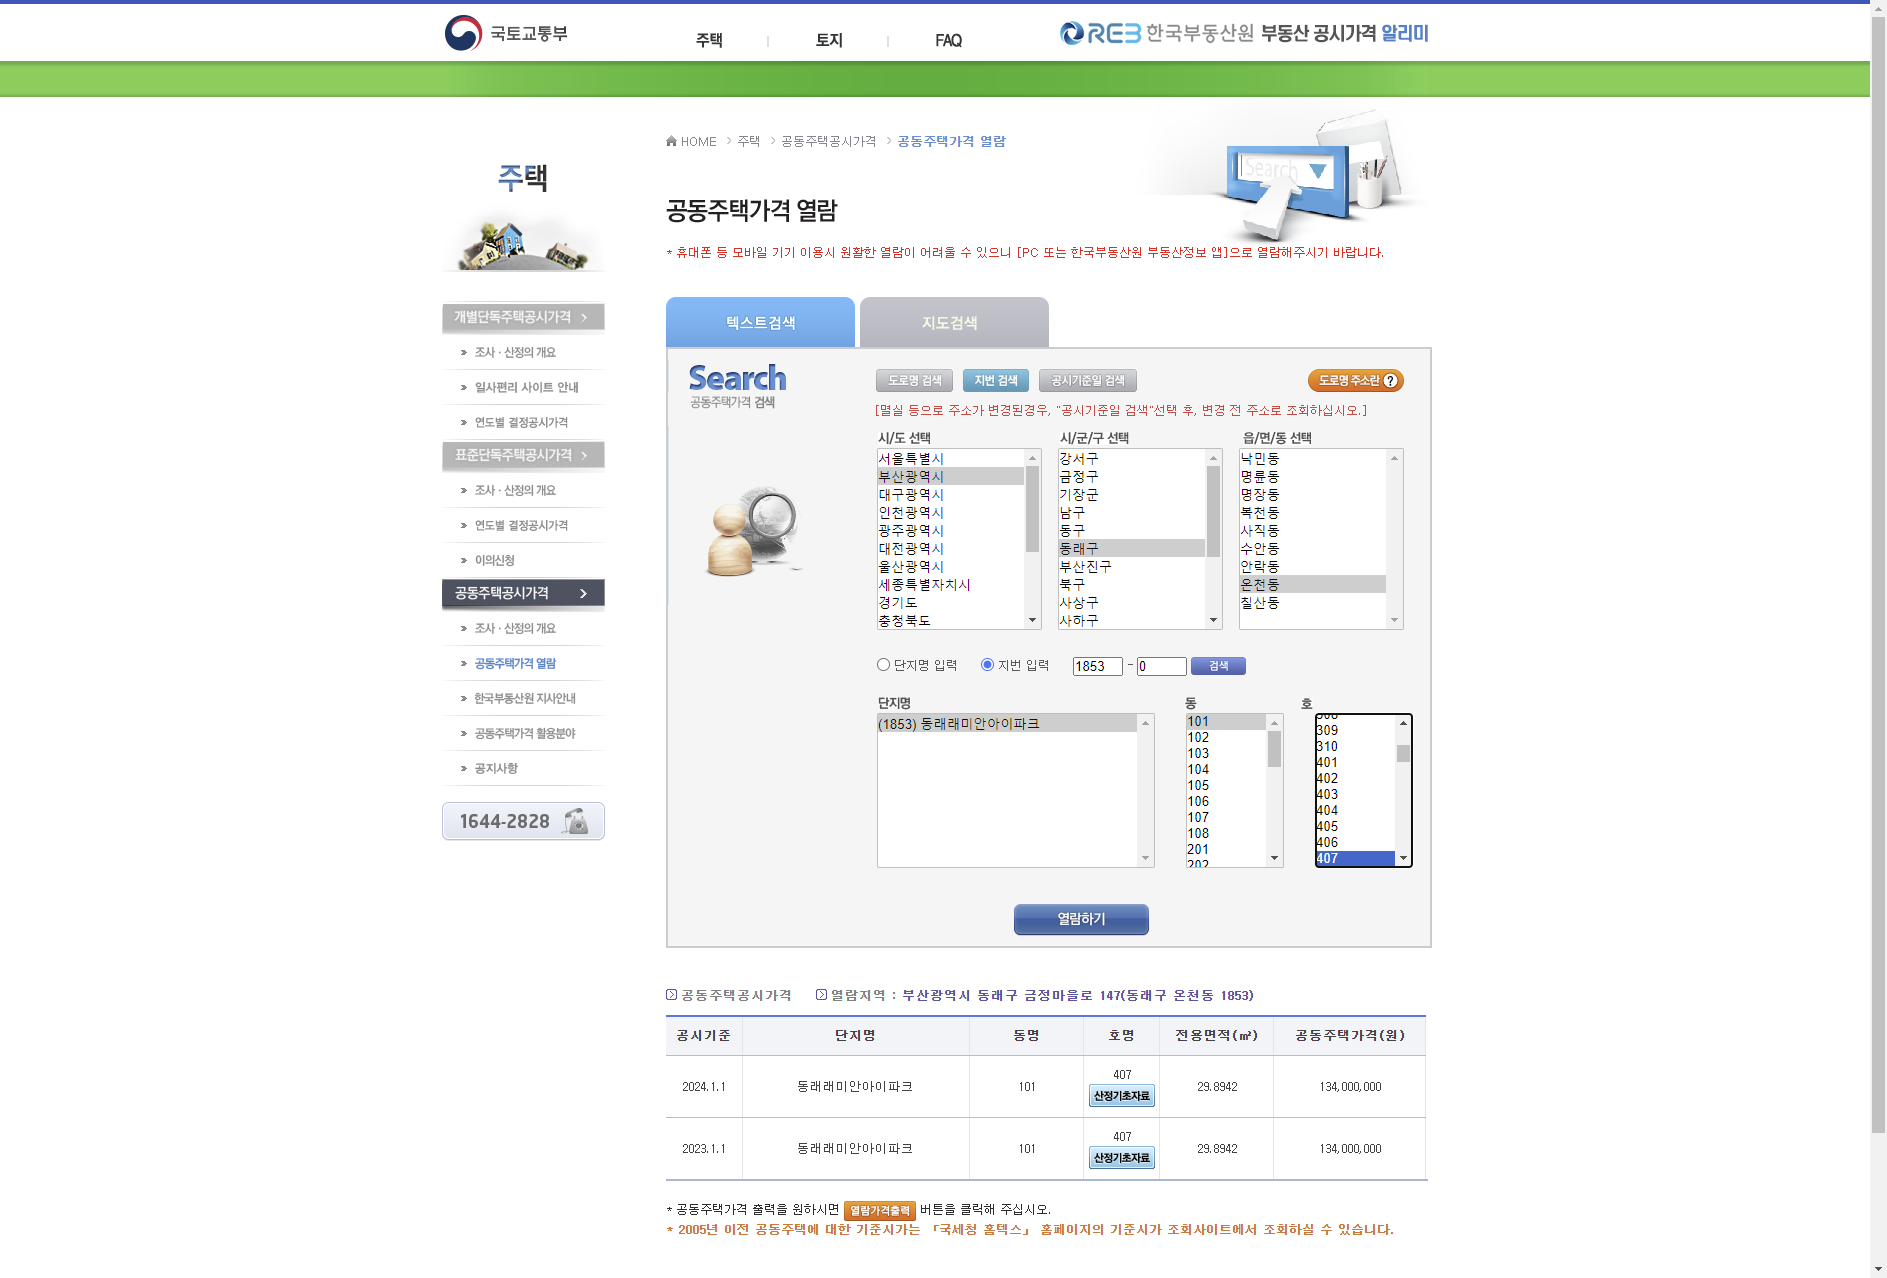 국토교통부
주택
토지
FAQ
REB 한국부동산원 부동산 공시가격 알리미
HOME > 주택 > 공동주택공시가격 > 공동주택가격 열람
주택
Search
공동주택가격 열람
* 휴대폰 등 모바일 기기 이용시 원활한 열람이 어려울 수 있으니 [PC 또는 한국부동산원 부동산정보 앱]으로 열람해주시기 바랍니다.
개별단독주택공시가격 >
» 조사 · 산정의 개요
» 일사편리 사이트 안내
» 연도별 결정공시가격
표준단독주택공시가격 >
» 조사 · 산정의 개요
» 연도별 결정공시가격
» 이의신청
공동주택공시가격 >
» 조사 · 산정의 개요
» 공동주택가격 열람
» 한국부동산원 지사안내
» 공동주택가격 활용분야
» 공지사항
1644-2828
텍스트검색
지도검색
Search
공동주택가격 검색
도로명 검색
지번 검색
공시기준일 검색
도로명 주소란 ?
[멸실 등으로 주소가 변경된경우, "공시기준일 검색"선택 후, 변경 전 주소로 조회하십시오.]
시/도 선택
서울특별시
부산광역시
대구광역시
인천광역시
광주광역시
대전광역시
울산광역시
세종특별자치시
경기도
충청북도
시/군/구 선택
강서구
금정구
기장군
남구
동구
동래구
부산진구
북구
사상구
사하구
읍/면/동 선택
낙민동
명륜동
명장동
복천동
사직동
수안동
안락동
온천동
칠산동
단지명 입력
지번 입력
1853 - 0
검색
단지명
(1853) 동래래미안아이파크
동
101
102
103
104
105
106
107
108
201
202
호
308
309
310
401
402
403
404
405
406
407
열람하기
공동주택공시가격
열람지역 : 부산광역시 동래구 금정마을로 147(동래구 온천동 1853)
공시기준 단지명 동명 호명 전용면적(㎡) 공동주택가격(원)
2024.1.1 동래래미안아이파크 101 407 산정기초자료 29.8942 134,000,000
2023.1.1 동래래미안아이파크 101 407 산정기초자료 29.8942 134,000,000
* 공동주택가격 출력을 원하시면 열람가격출력 버튼을 클릭해 주십시오.
* 2005년 이전 공동주택에 대한 기준시가는 「국세청 홈텍스」 홈페이지의 기준시가 조회사이트에서 조회하실 수 있습니다.